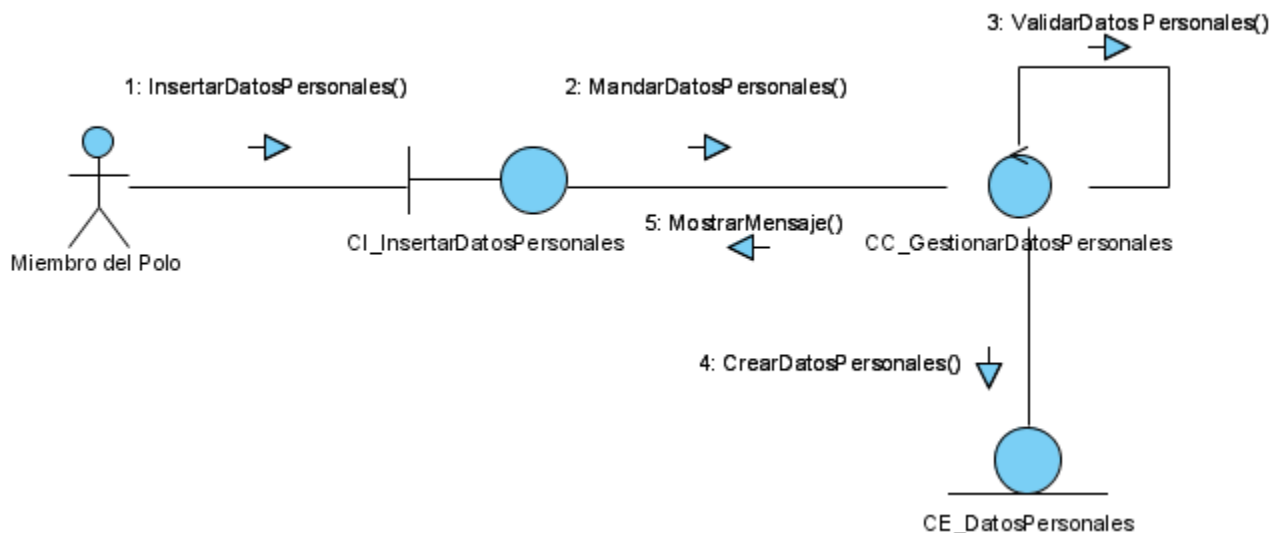 3: ValidarDatos Personales()
1: InsertarDatosPersonales()
2: MandarDatosPersonales()
5: MostrarMensaje()
CI_InsertarDatosPersonales
CC_GestionarDatosPersonales
Miembro del Polo
4: CrearDatosPersonales()
CE_DatosPersonales